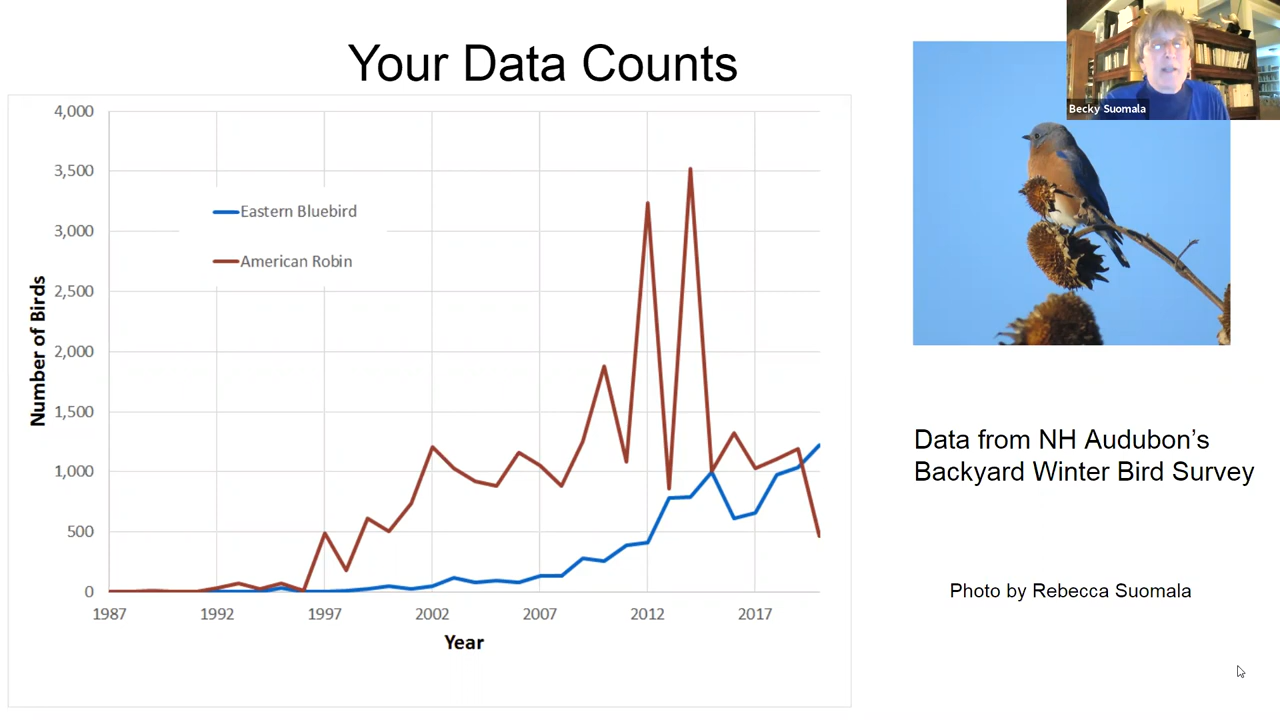 Your Data Counts
Becky Suomala
4,000
3,500
3,000
2,500
2,000
1,500
1,000
500
0
Number of Birds
Eastern Bluebird
American Robin
1987 1992 1997 2002 2007 2012 2017
Year
Data from NH Audubon’s
Backyard Winter Bird Survey
Photo by Rebecca Suomala